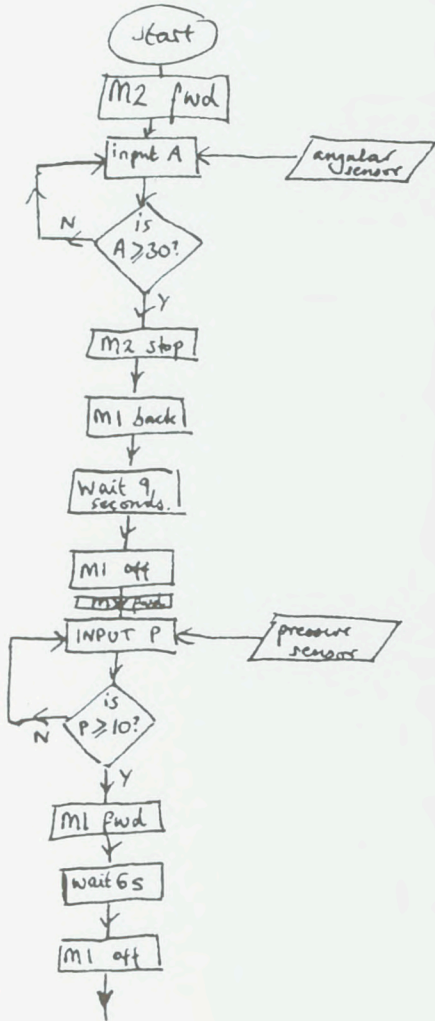 start
M2 fwd
input A
angular
sensor
is
A≥30?
N
Y
M2 stop
M1 back
Wait 9
seconds.
M1 off
INPUT P
pressure
sensor
is
P≥10?
N
Y
M1 fwd
wait 6s
M1 off